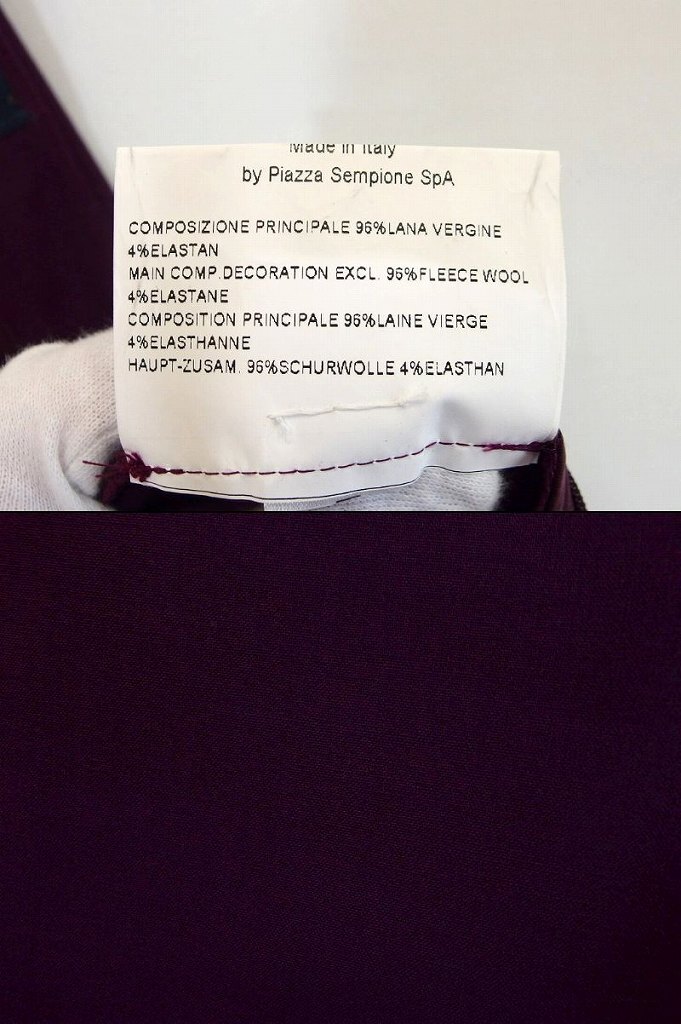 Made in Italy
by Piazza Sempione SpA
COMPOSIZIONE PRINCIPALE 96%LANA VERGINE
4%ELASTAN
MAIN COMP.DECORATION EXCL. 96%FLEECE WOOL
4%ELASTANE
COMPOSITION PRINCIPALE 96%LAINE VIERGE
4%ELASTHANNE
HAUPT-ZUSAM. 96%SCHURWOLLE 4%ELASTHAN